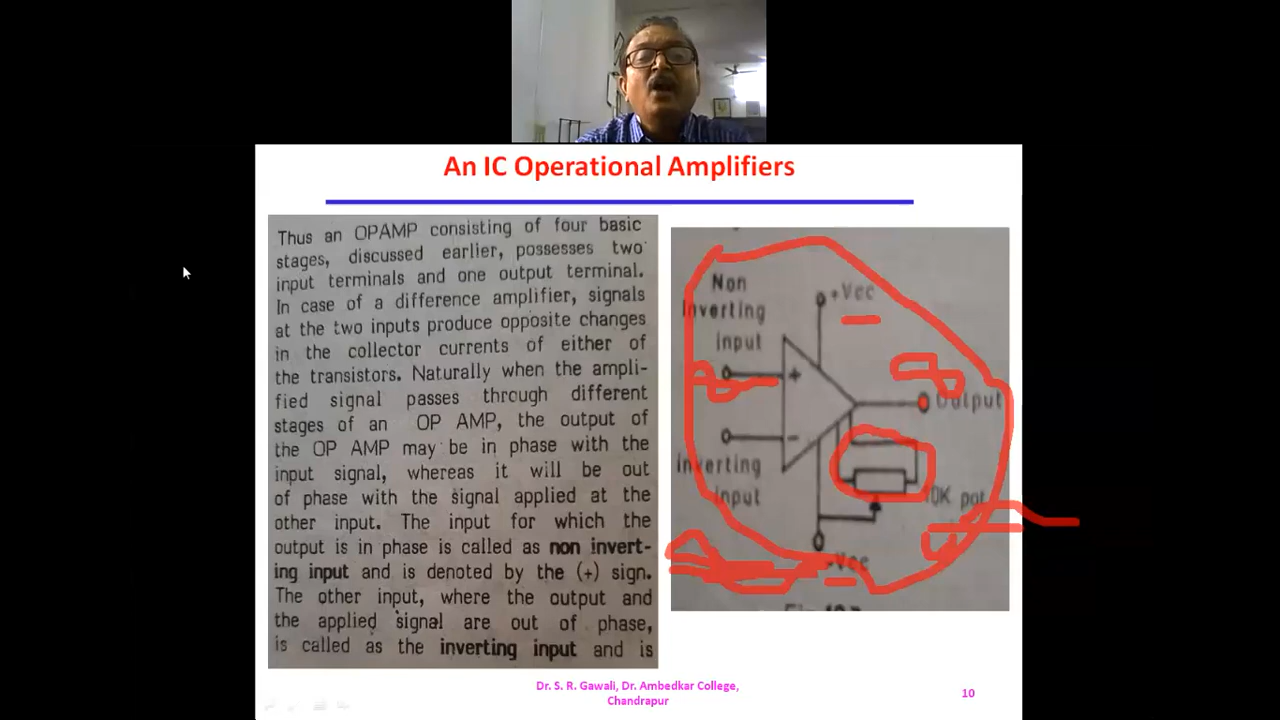 An IC Operational Amplifiers
Thus an OPAMP consisting of four basic
stages, discussed earlier, possesses two
input terminals and one output terminal.
In case of a difference amplifier, signals
at the two inputs produce opposite changes
in the collector currents of either of
the transistors. Naturally when the ampli-
fied signal passes through different
stages of an OP AMP, the output of
the OP AMP may be in phase with the
input signal, whereas it will be out
of phase with the signal applied at the
other input. The input for which the
output is in phase is called as non invert-
ing input and is denoted by the (+) sign.
The other input, where the output and
the applied signal are out of phase,
is called as the inverting input and is
Non
inverting
input
+Vcc
+
Output
-
inverting
input
10K pot
-Vcc
Dr. S. R. Gawali, Dr. Ambedkar College,
Chandrapur
10